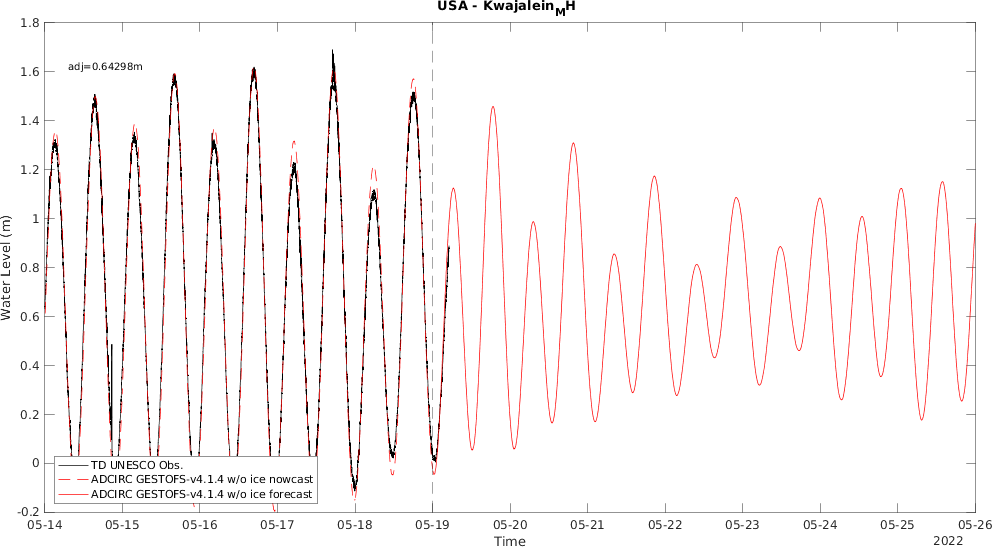 USA - Kwajalein_MH
1.8
1.6
1.4
1.2
1
0.8
0.6
0.4
0.2
0
-0.2
Water Level (m)
adj=0.64298m
TD UNESCO Obs.
ADCIRC GESTOFS-v4.1.4 w/o ice nowcast
ADCIRC GESTOFS-v4.1.4 w/o ice forecast
05-14 05-15 05-16 05-17 05-18 05-19 05-20 05-21 05-22 05-23 05-24 05-25 05-26
Time
2022